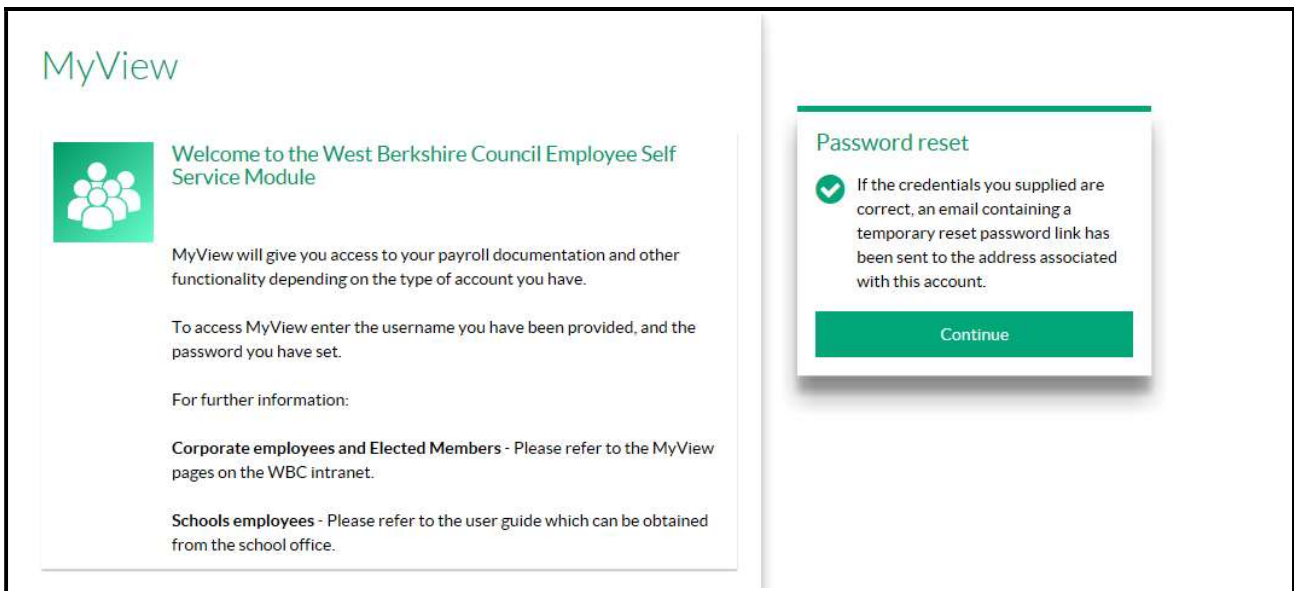 MyView
Welcome to the West Berkshire Council Employee Self
Service Module
MyView will give you access to your payroll documentation and other
functionality depending on the type of account you have.
To access MyView enter the username you have been provided, and the
password you have set.
For further information:
Corporate employees and Elected Members - Please refer to the MyView
pages on the WBC intranet.
Schools employees - Please refer to the user guide which can be obtained
from the school office.
Password reset
If the credentials you supplied are
correct, an email containing a
temporary reset password link has
been sent to the address associated
with this account.
Continue